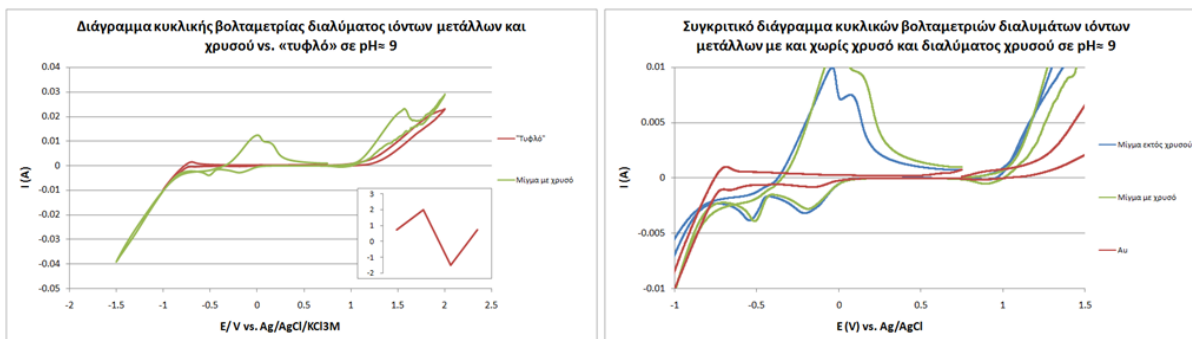 Διάγραμμα κυκλικής βολταμετρίας διαλύματος ιόντων μετάλλων και
χρυσού vs. «τυφλό» σε pH≈ 9
I (A)
0.04
0.03
0.02
0.01
0
-0.01
-0.02
-0.03
-0.04
-0.05
-2
-1.5
-1
-0.5
0
0.5
1
1.5
2
2.5
E/ V vs. Ag/AgCl/KCl3M
"Τυφλό"
Μίγμα με χρυσό
3
2
1
0
-1
-2
Συγκριτικό διάγραμμα κυκλικών βολταμετριών διαλυμάτων ιόντων
μετάλλων με και χωρίς χρυσό και διαλύματος χρυσού σε pH≈ 9
I (A)
0.01
0.005
0
-0.005
-0.01
-1
-0.5
0
0.5
1
1.5
E (V) vs. Ag/AgCl
Μίγμα εκτός χρυσού
Μίγμα με χρυσό
Au